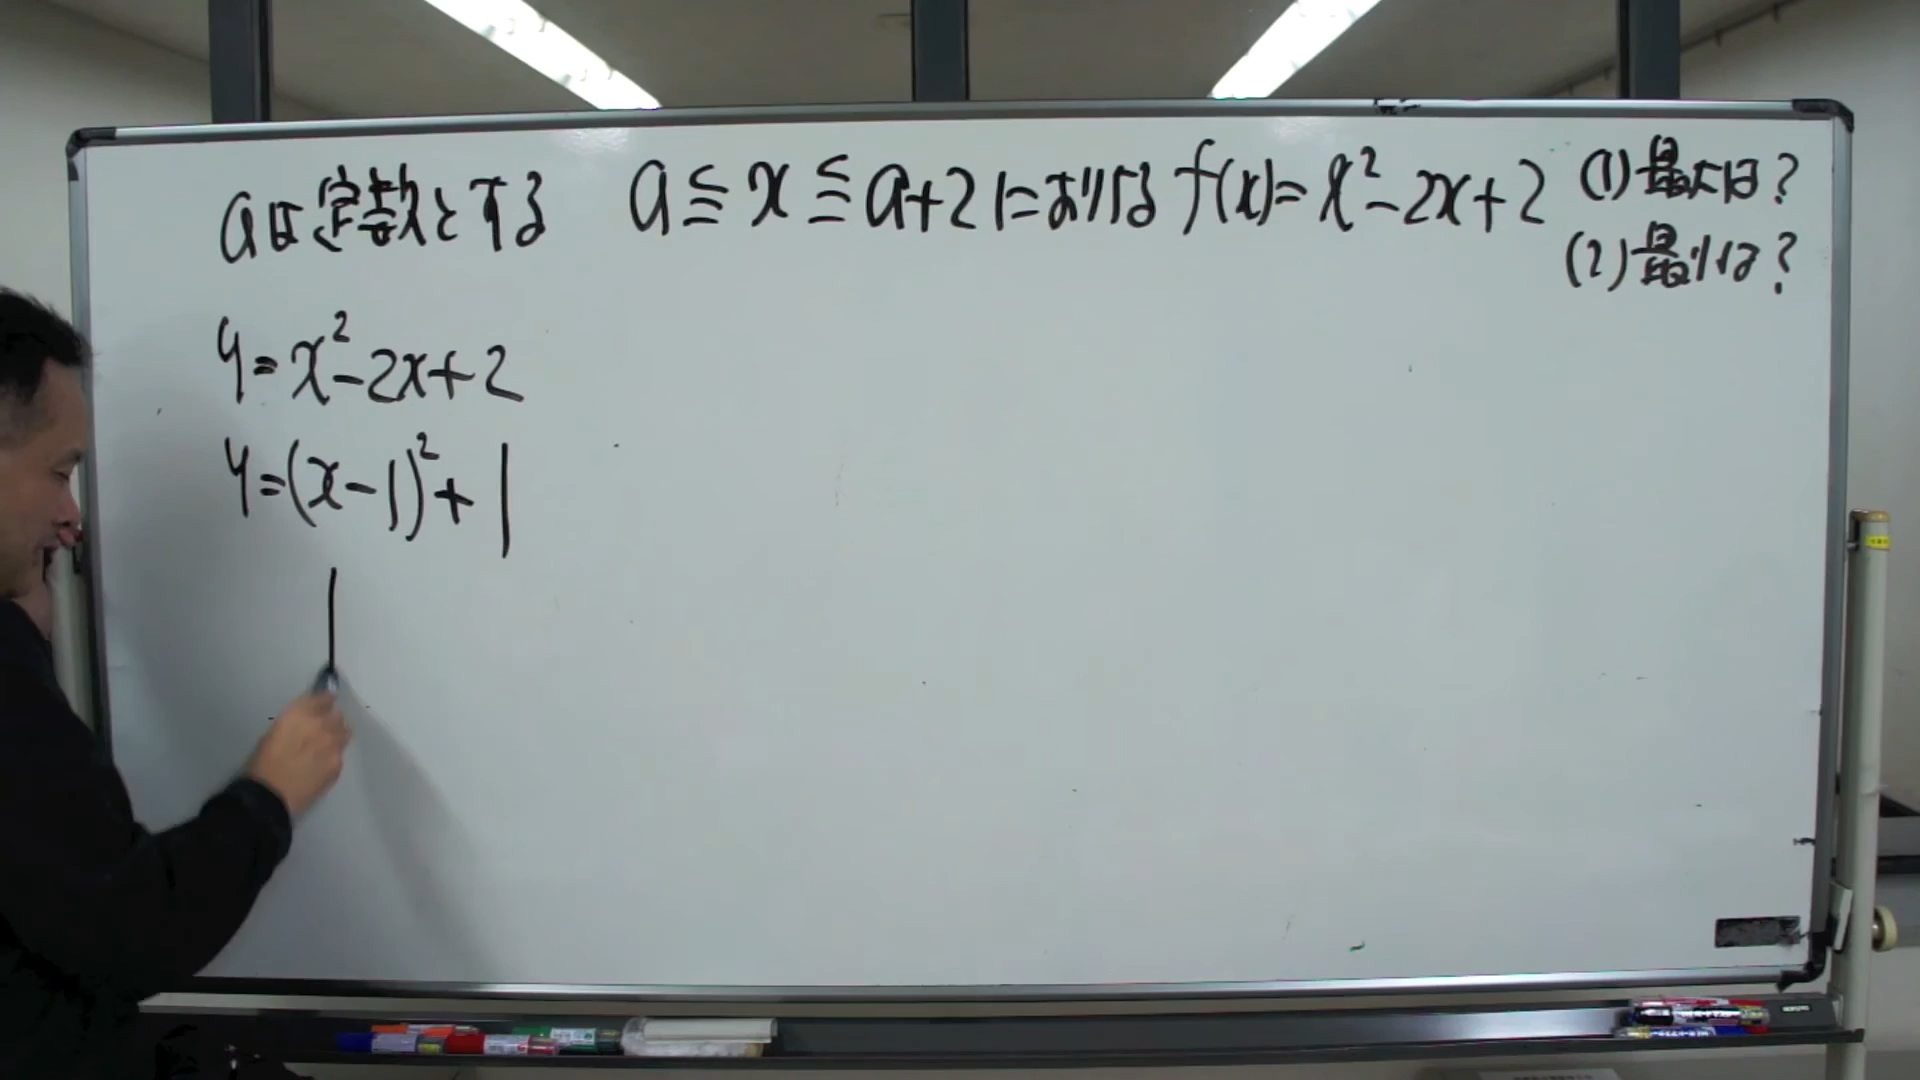 aは定数とする a≦x≦a+2における f(x)=x²-2x+2 (1)最大は?
(2)最小は?
y=x²-2x+2
y=(x-1)²+1